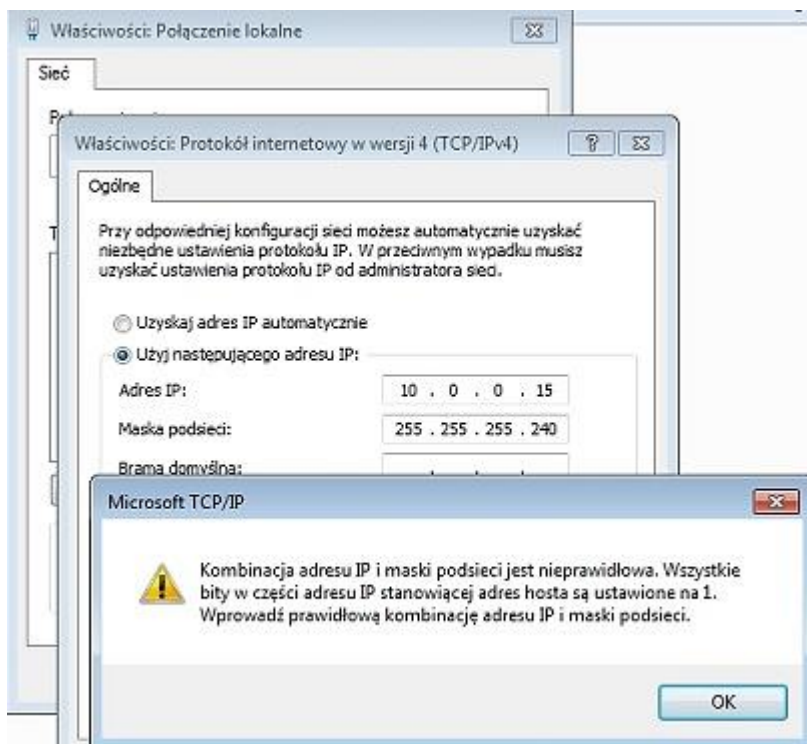 Właściwości: Połączenie lokalne
Sieć
Właściwości: Protokół internetowy w wersji 4 (TCP/IPv4)
Ogólne
Przy odpowiedniej konfiguracji sieci możesz automatycznie uzyskać
niezbędne ustawienia protokołu IP. W przeciwnym wypadku musisz
uzyskać ustawienia protokołu IP od administratora sieci.
Uzyskaj adres IP automatycznie
Użyj następującego adresu IP:
Adres IP: 10 . 0 . 0 . 15
Maska podsieci: 255 . 255 . 255 . 240
Brama domyślna: . . .
Microsoft TCP/IP
Kombinacja adresu IP i maski podsieci jest nieprawidłowa. Wszystkie
bity w części adresu IP stanowiącej adres hosta są ustawione na 1.
Wprowadź prawidłową kombinację adresu IP i maski podsieci.
OK